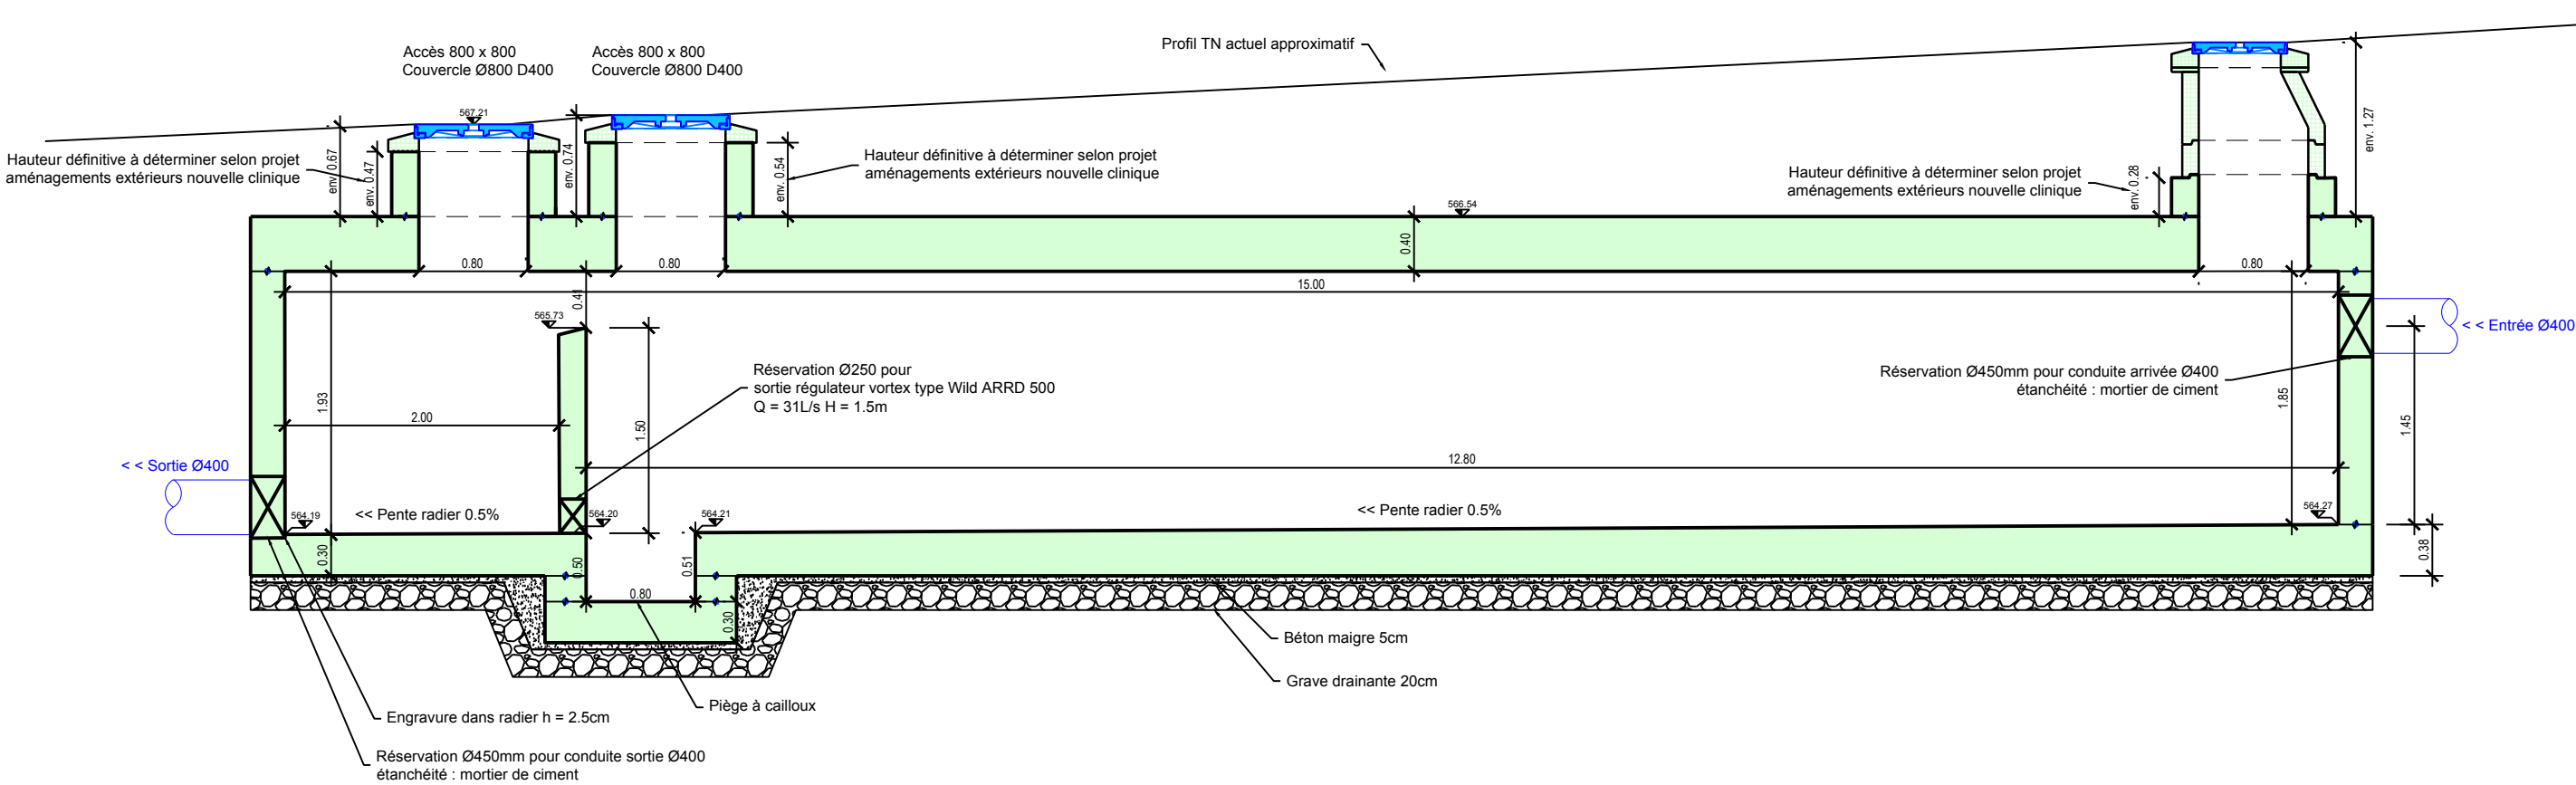 Profil TN actuel approximatif
Accès 800 x 800
Couvercle Ø800 D400
Accès 800 x 800
Couvercle Ø800 D400
567.21
env. 0.67
env. 0.47
env. 0.74
env. 0.54
env. 0.28
env. 1.27
Hauteur définitive à déterminer selon projet
aménagements extérieurs nouvelle clinique
Hauteur définitive à déterminer selon projet
aménagements extérieurs nouvelle clinique
Hauteur définitive à déterminer selon projet
aménagements extérieurs nouvelle clinique
566.54
0.40
0.80
0.80
0.80
15.00
0.41
565.73
< < Entrée Ø400
Réservation Ø250 pour
sortie régulateur vortex type Wild ARRD 500
Q = 31L/s H = 1.5m
Réservation Ø450mm pour conduite arrivée Ø400
étanchéité : mortier de ciment
1.93
2.00
1.50
1.85
1.45
12.80
< < Sortie Ø400
564.19
<< Pente radier 0.5%
564.20
564.21
<< Pente radier 0.5%
564.27
0.30
0.50
0.51
0.38
0.80
0.30
Béton maigre 5cm
Grave drainante 20cm
Piège à cailloux
Engravure dans radier h = 2.5cm
Réservation Ø450mm pour conduite sortie Ø400
étanchéité : mortier de ciment